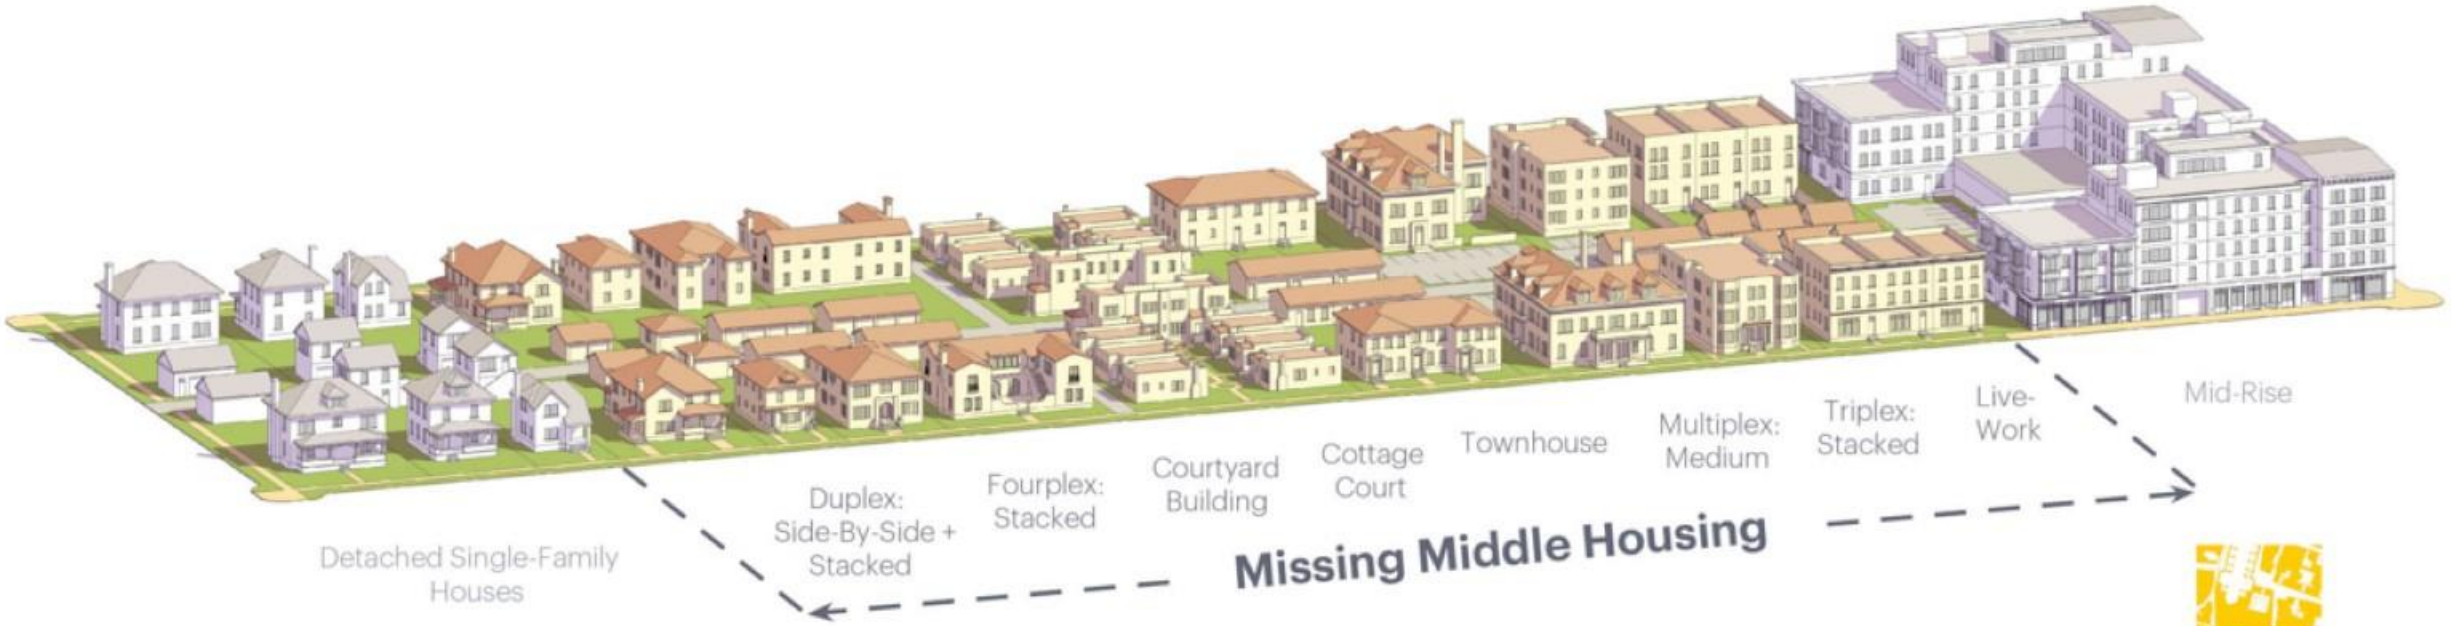 Detached Single-Family
Houses
Duplex:
Side-By-Side +
Stacked
Fourplex:
Stacked
Courtyard
Building
Cottage
Court
Townhouse
Multiplex:
Medium
Triplex:
Stacked
Live-
Work
Mid-Rise
Missing Middle Housing